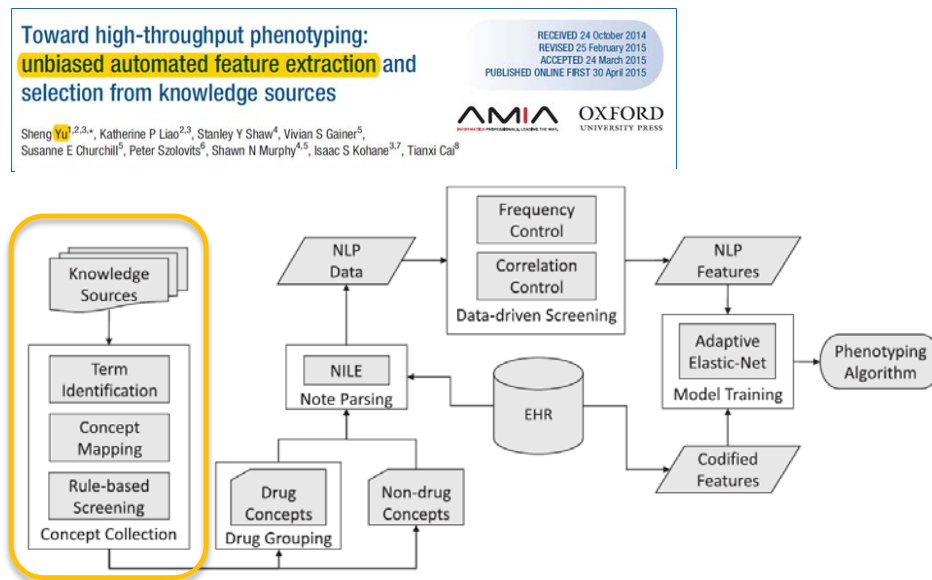 Toward high-throughput phenotyping:
unbiased automated feature extraction and
selection from knowledge sources
RECEIVED 24 October 2014
REVISED 25 February 2015
ACCEPTED 24 March 2015
PUBLISHED ONLINE FIRST 30 April 2015
Sheng Yu1,2,3,*, Katherine P Liao2,3, Stanley Y Shaw4, Vivian S Gainer5,
Susanne E Churchill5, Peter Szolovits6, Shawn N Murphy4,5, Isaac S Kohane3,7, Tianxi Cai8
AMIA
INFORMATICS PROFESSIONALS. LEADING THE WAY.
OXFORD
UNIVERSITY PRESS
Knowledge
Sources
Term
Identification
Concept
Mapping
Rule-based
Screening
Concept Collection
Drug
Concepts
Drug Grouping
Non-drug
Concepts
NILE
Note Parsing
NLP
Data
Frequency
Control
Correlation
Control
Data-driven Screening
EHR
NLP
Features
Adaptive
Elastic-Net
Model Training
Codified
Features
Phenotyping
Algorithm